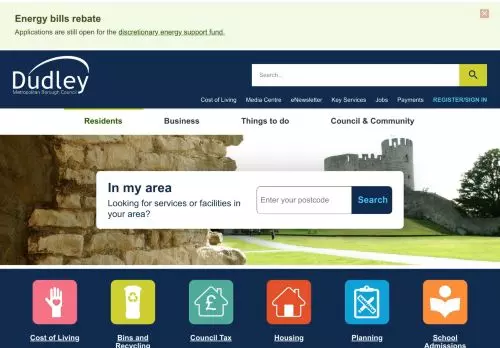 Energy bills rebate
Applications are still open for the discretionary energy support fund.
Dudley
Metropolitan Borough Council
Search...
Cost of Living Media Centre eNewsletter Key Services Jobs Payments REGISTER/SIGN IN
Residents Business Things to do Council & Community
In my area
Looking for services or facilities in
your area?
Enter your postcode
Search
Cost of Living Bins and Council Tax Housing Planning School
Recycling Admissions